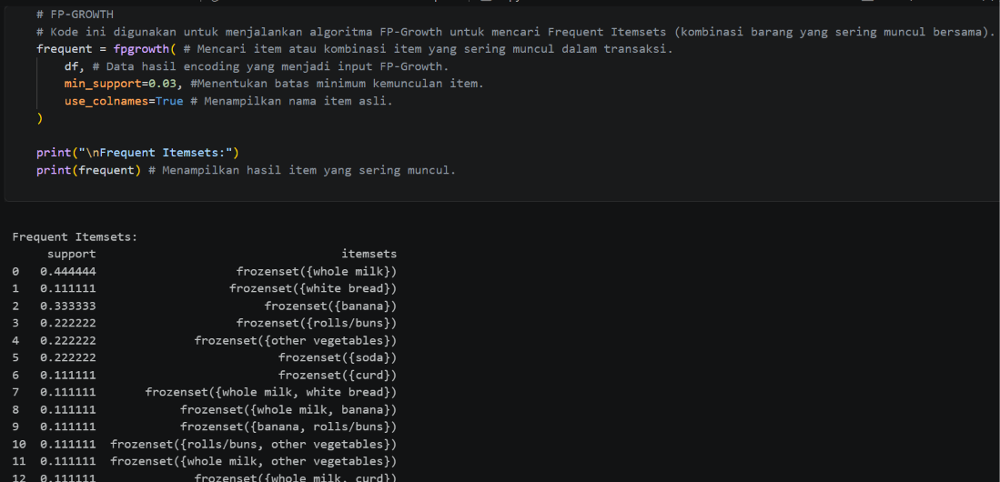 # FP-GROWTH
# Kode ini digunakan untuk menjalankan algoritma FP-Growth untuk mencari Frequent Itemsets (kombinasi barang yang sering muncul bersama).
frequent = fpgrowth( # Mencari item atau kombinasi item yang sering muncul dalam transaksi.
    df, # Data hasil encoding yang menjadi input FP-Growth.
    min_support=0.03, #Menentukan batas minimum kemunculan item.
    use_colnames=True # Menampilkan nama item asli.
)
print("\nFrequent Itemsets:")
print(frequent) # Menampilkan hasil item yang sering muncul.
Frequent Itemsets:
     support                               itemsets
0   0.444444                frozenset({whole milk})
1   0.111111               frozenset({white bread})
2   0.333333                    frozenset({banana})
3   0.222222                frozenset({rolls/buns})
4   0.222222          frozenset({other vegetables})
5   0.222222                      frozenset({soda})
6   0.111111                      frozenset({curd})
7   0.111111   frozenset({whole milk, white bread})
8   0.111111        frozenset({whole milk, banana})
9   0.111111        frozenset({banana, rolls/buns})
10  0.111111  frozenset({rolls/buns, other vegetables})
11  0.111111  frozenset({whole milk, other vegetables})
12  0.111111          frozenset({whole milk, curd})